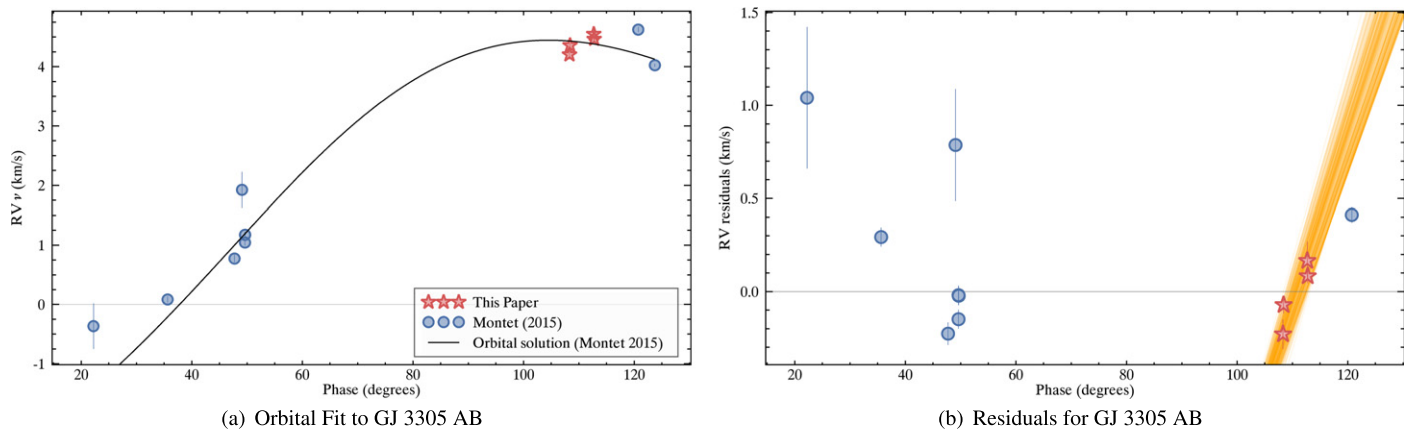 4
3
2
1
0
-1
RV v (km/s)
20 40 60 80 100 120
Phase (degrees)
This Paper
Montet (2015)
Orbital solution (Montet 2015)
(a) Orbital Fit to GJ 3305 AB
1.5
1.0
0.5
0.0
RV residuals (km/s)
20 40 60 80 100 120
Phase (degrees)
(b) Residuals for GJ 3305 AB